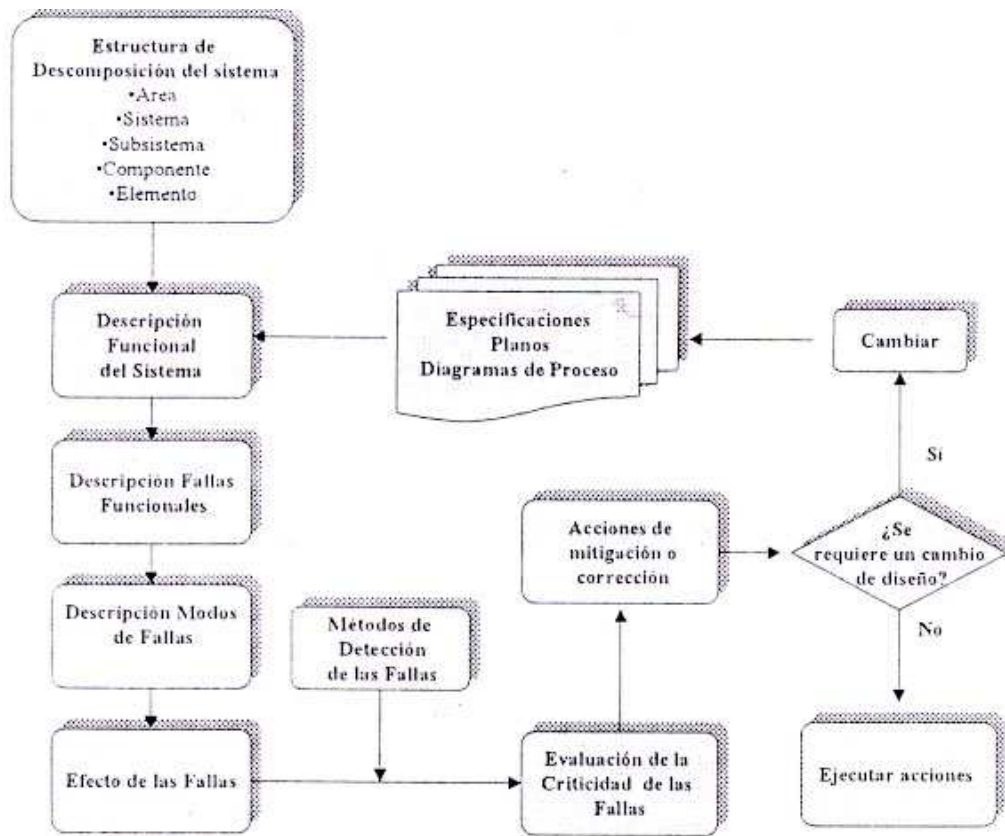 Estructura de
Descomposición del sistema
•Area
•Sistema
•Subsistema
•Componente
•Elemento
Descripción
Funcional
del Sistema
Especificaciones
Planos
Diagramas de Proceso
Cambiar
Descripción Fallas
Funcionales
Acciones de
mitigación o
corrección
Sí
¿Se
requiere un cambio
de diseño?
No
Descripción Modos
de Fallas
Métodos de
Detección
de las Fallas
Efecto de las Fallas
Evaluación de la
Criticidad de las
Fallas
Ejecutar acciones